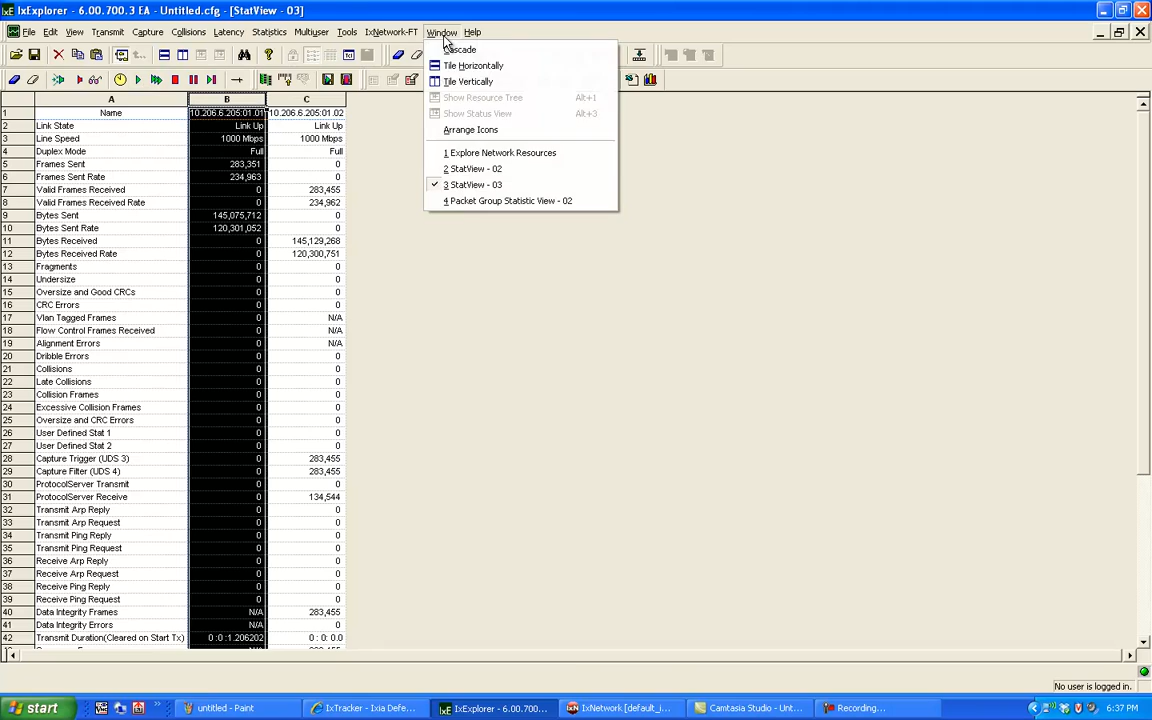 IxExplorer - 6.00.700.3 EA - Untitled.cfg - [StatView - 03]
File Edit View Transmit Capture Collisions Latency Statistics Multiuser Tools IxNetwork-FT Window Help
Cascade
Tile Horizontally
Tile Vertically
Show Resource Tree Alt+1
Show Status View Alt+3
Arrange Icons
1 Explore Network Resources
2 StatView - 02
3 StatView - 03
4 Packet Group Statistic View - 02
A B C
1 Name 10.206.6.205:01.01 10.206.6.205:01.02
2 Link State Link Up Link Up
3 Line Speed 1000 Mbps 1000 Mbps
4 Duplex Mode Full Full
5 Frames Sent 283,351 0
6 Frames Sent Rate 234,963 0
7 Valid Frames Received 0 283,455
8 Valid Frames Received Rate 0 234,962
9 Bytes Sent 145,075,712 0
10 Bytes Sent Rate 120,301,052 0
11 Bytes Received 0 145,129,268
12 Bytes Received Rate 0 120,300,751
13 Fragments 0 0
14 Undersize 0 0
15 Oversize and Good CRCs 0 0
16 CRC Errors 0 0
17 Vlan Tagged Frames 0 N/A
18 Flow Control Frames Received 0 N/A
19 Alignment Errors 0 N/A
20 Dribble Errors 0 0
21 Collisions 0 0
22 Late Collisions 0 0
23 Collision Frames 0 0
24 Excessive Collision Frames 0 0
25 Oversize and CRC Errors 0 0
26 User Defined Stat 1 0 0
27 User Defined Stat 2 0 0
28 Capture Trigger (UDS 3) 0 283,455
29 Capture Filter (UDS 4) 0 283,455
30 ProtocolServer Transmit 0 0
31 ProtocolServer Receive 0 134,544
32 Transmit Arp Reply 0 0
33 Transmit Arp Request 0 0
34 Transmit Ping Reply 0 0
35 Transmit Ping Request 0 0
36 Receive Arp Reply 0 0
37 Receive Arp Request 0 0
38 Receive Ping Reply 0 0
39 Receive Ping Request 0 0
40 Data Integrity Frames N/A 283,455
41 Data Integrity Errors N/A 0
42 Transmit Duration(Cleared on Start Tx) 0 :0 :1.206202 0 : 0: 0.0
No user is logged in.
start untitled - Paint IxTracker - Ixia Defe... IxExplorer - 6.00.700... IxNetwork [default_i... Camtasia Studio - Unt... Recording... 6:37 PM